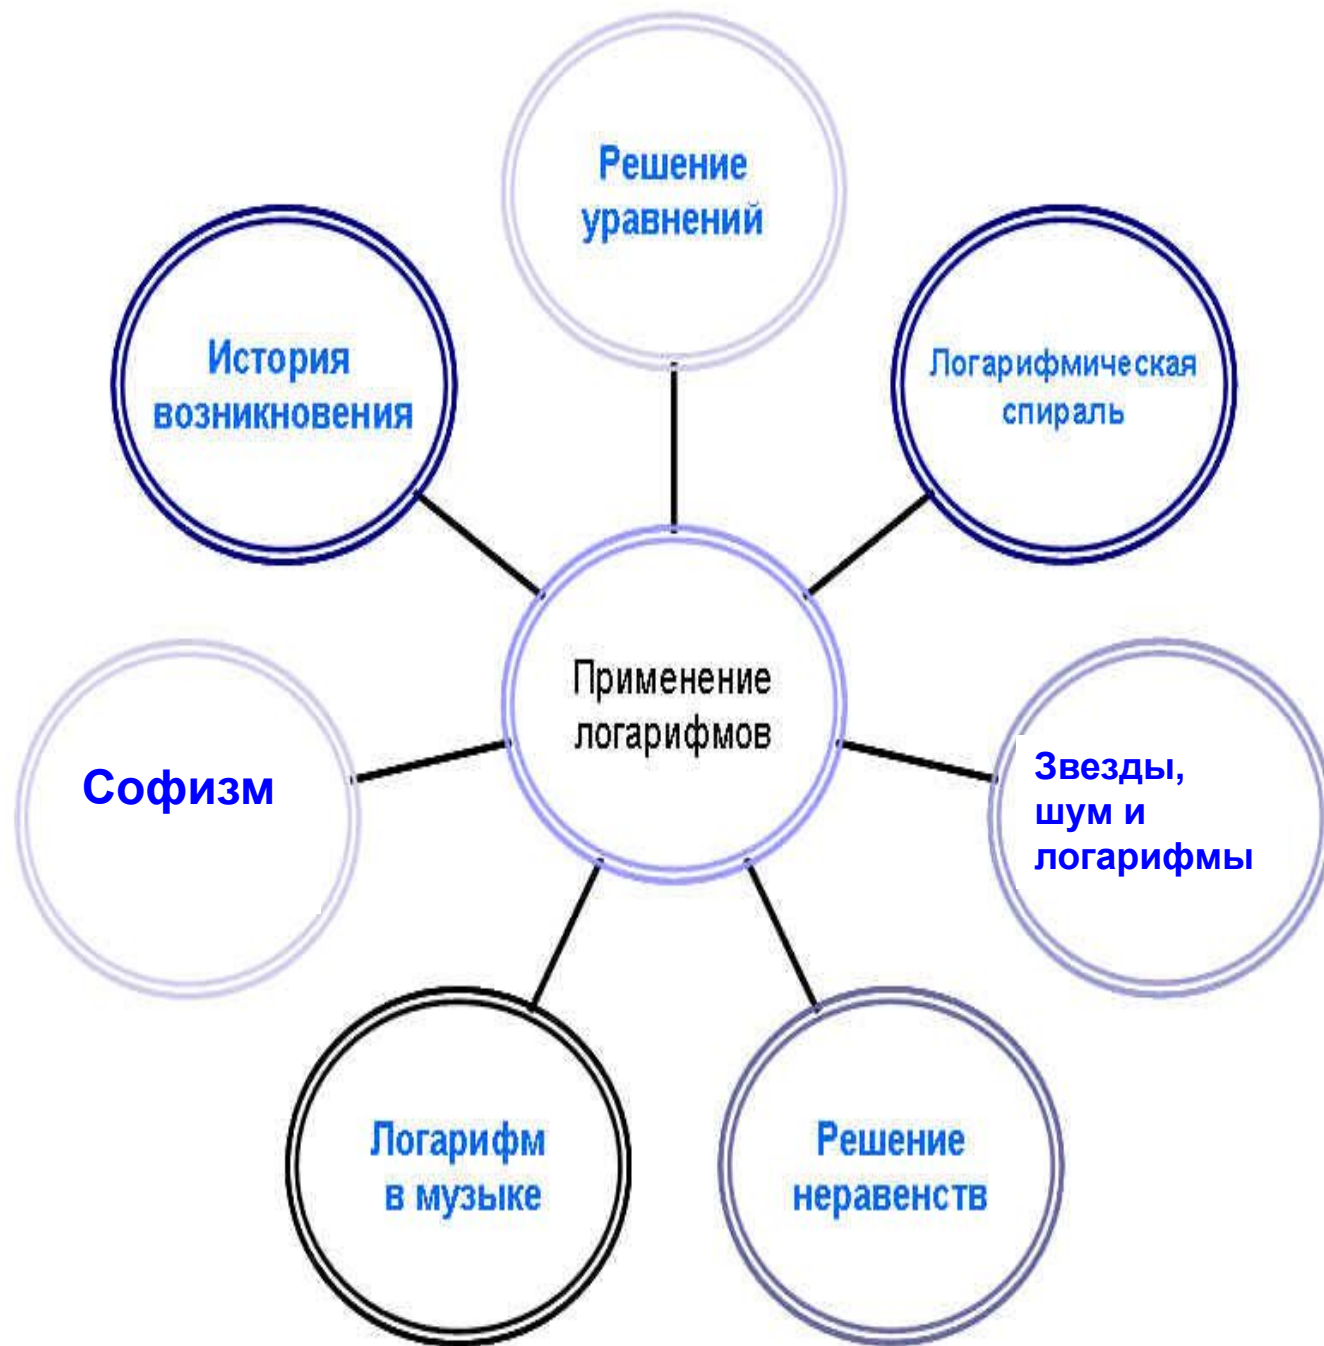 Решение
уравнений
История
возникновения
Логарифмическая
спираль
Применение
логарифмов
Софизм
Звезды,
шум и
логарифмы
Логарифм
в музыке
Решение
неравенств